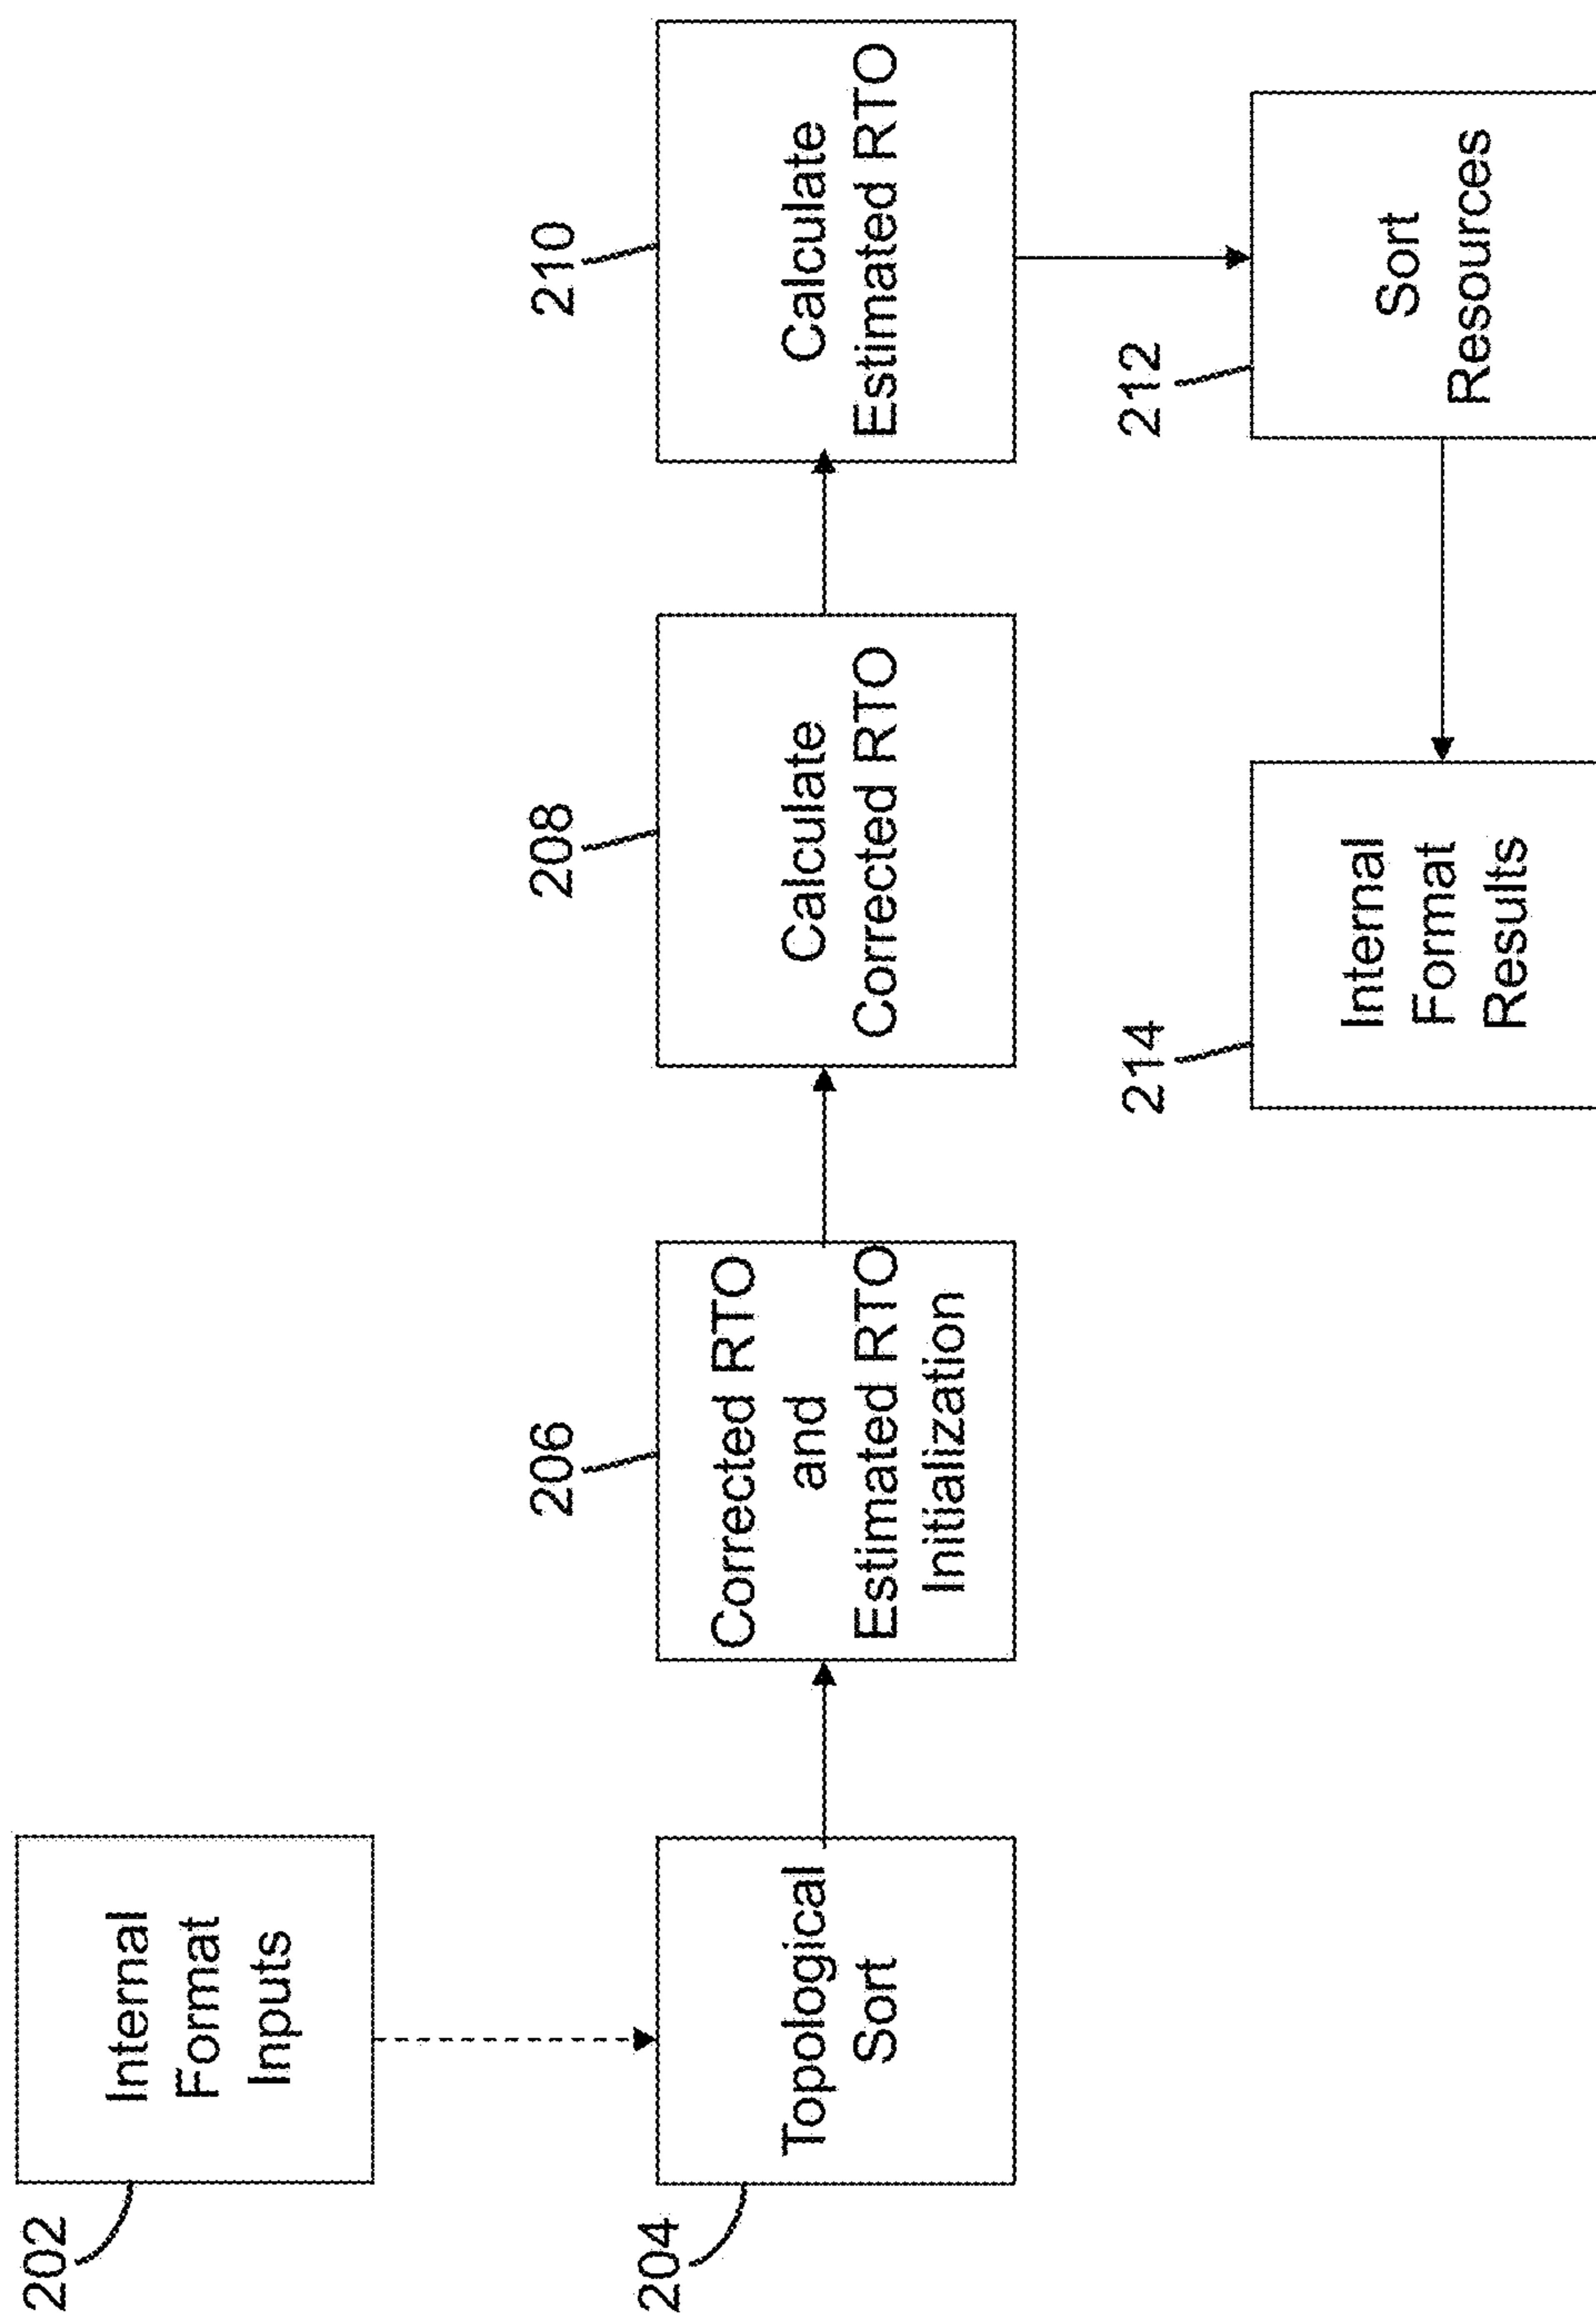 202
Internal
Format
Inputs
204
Topological
Sort
206
Corrected RTO
and
Estimated RTO
Initialization
208
Calculate
Corrected RTO
210
Calculate
Estimated RTO
212
Sort
Resources
214
Internal
Format
Results